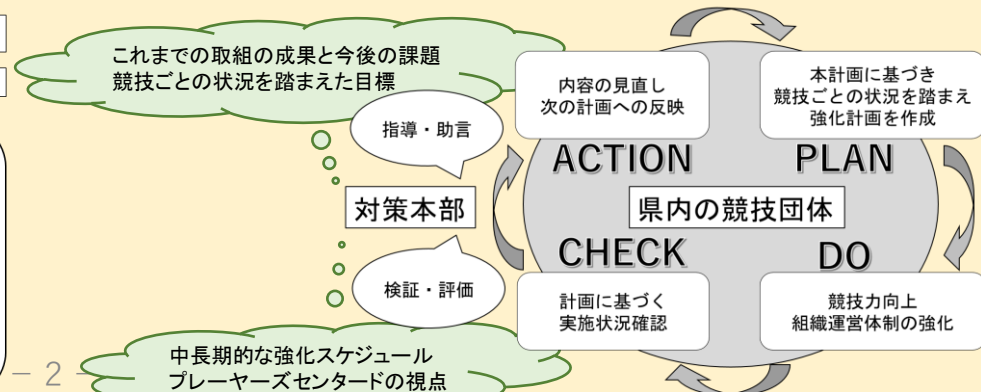 これまでの取組の成果と今後の課題
競技ごとの状況を踏まえた目標
指導・助言
対策本部
検証・評価
中長期的な強化スケジュール
プレーヤーズセンタードの視点
内容の見直し
次の計画への反映
ACTION
本計画に基づき
競技ごとの状況を踏まえ
強化計画を作成
PLAN
県内の競技団体
CHECK
計画に基づく
実施状況確認
DO
競技力向上
組織運営体制の強化
- 2 -